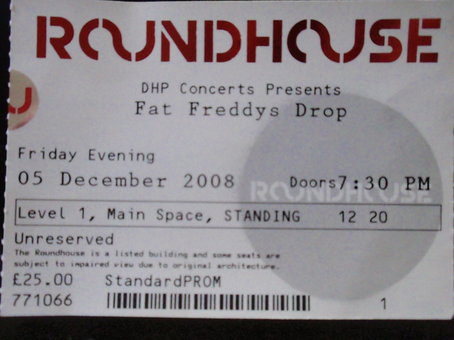 ROUNDHOUSE
DHP Concerts Presents
Fat Freddys Drop
Friday Evening
05 December 2008 Doors7:30 PM
ROUNDHOUSE
Level 1, Main Space, STANDING 12 20
Unreserved
The Roundhouse is a listed building and some seats are
subject to impaired view due to original architecture.
£25.00 StandardPROM
771066 1